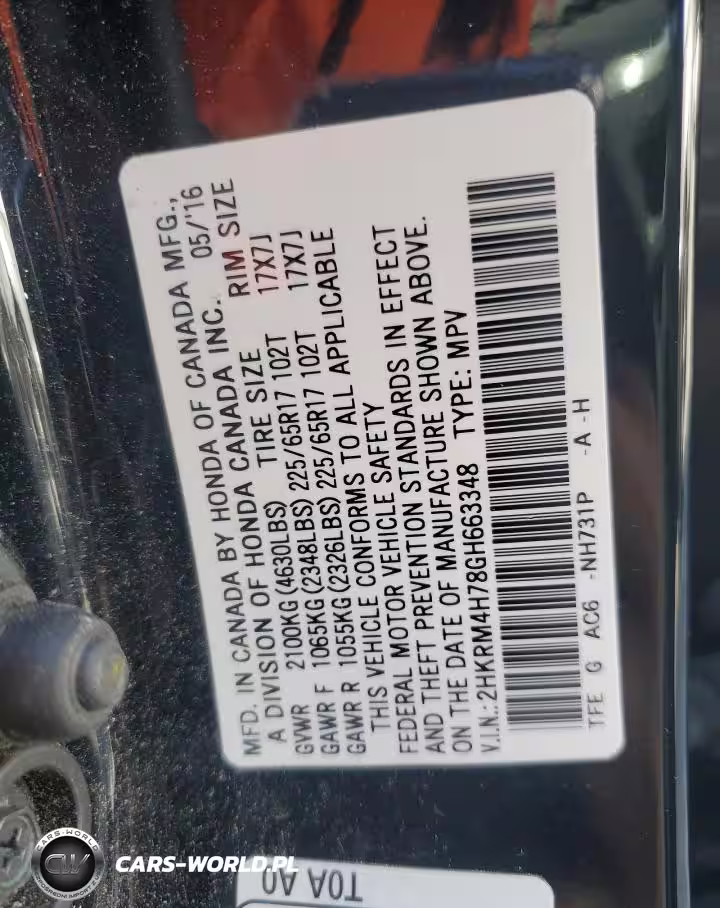 MFD. IN CANADA BY HONDA OF CANADA MFG.,
A DIVISION OF HONDA CANADA INC. 05/'16
TIRE SIZE RIM SIZE
GVWR 2100KG(4630LBS)
GAWR F 1065KG(2348LBS) 225/65R17 102T 17X7J
GAWR R 1055KG(2326LBS) 225/65R17 102T 17X7J
THIS VEHICLE CONFORMS TO ALL APPLICABLE
FEDERAL MOTOR VEHICLE SAFETY
AND THEFT PREVENTION STANDARDS IN EFFECT
ON THE DATE OF MANUFACTURE SHOWN ABOVE.
V.I.N.:2HKRM4H78GH663348 TYPE: MPV
TFE G AC6 -NH731P -A -H
T0A A0
CARS-WORLD
CW
CARS-WORLD.PL